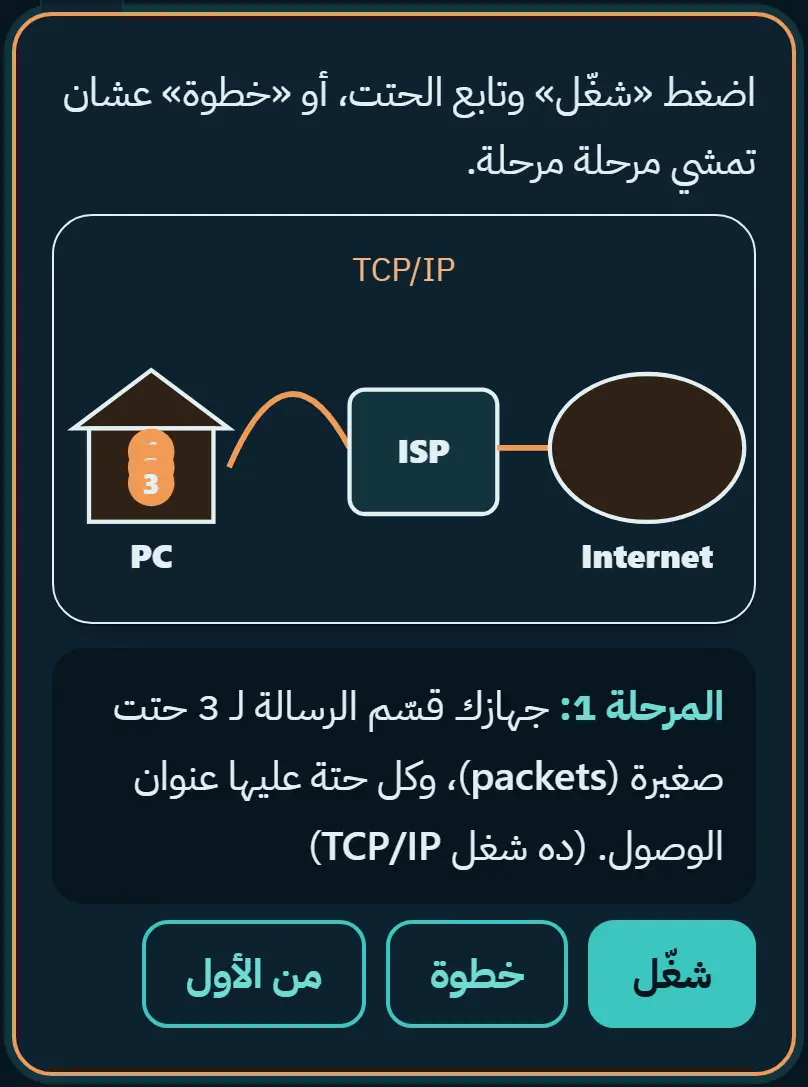 اضغط «شغّل» وتابع الحتت، أو «خطوة» عشان
تمشي مرحلة مرحلة.
TCP/IP
ISP
3
PC
Internet
المرحلة 1: جهازك قسّم الرسالة لـ 3 حتت
صغيرة (packets)، وكل حتة عليها عنوان
الوصول. (ده شغل TCP/IP)
شغّل
خطوة
من الأول